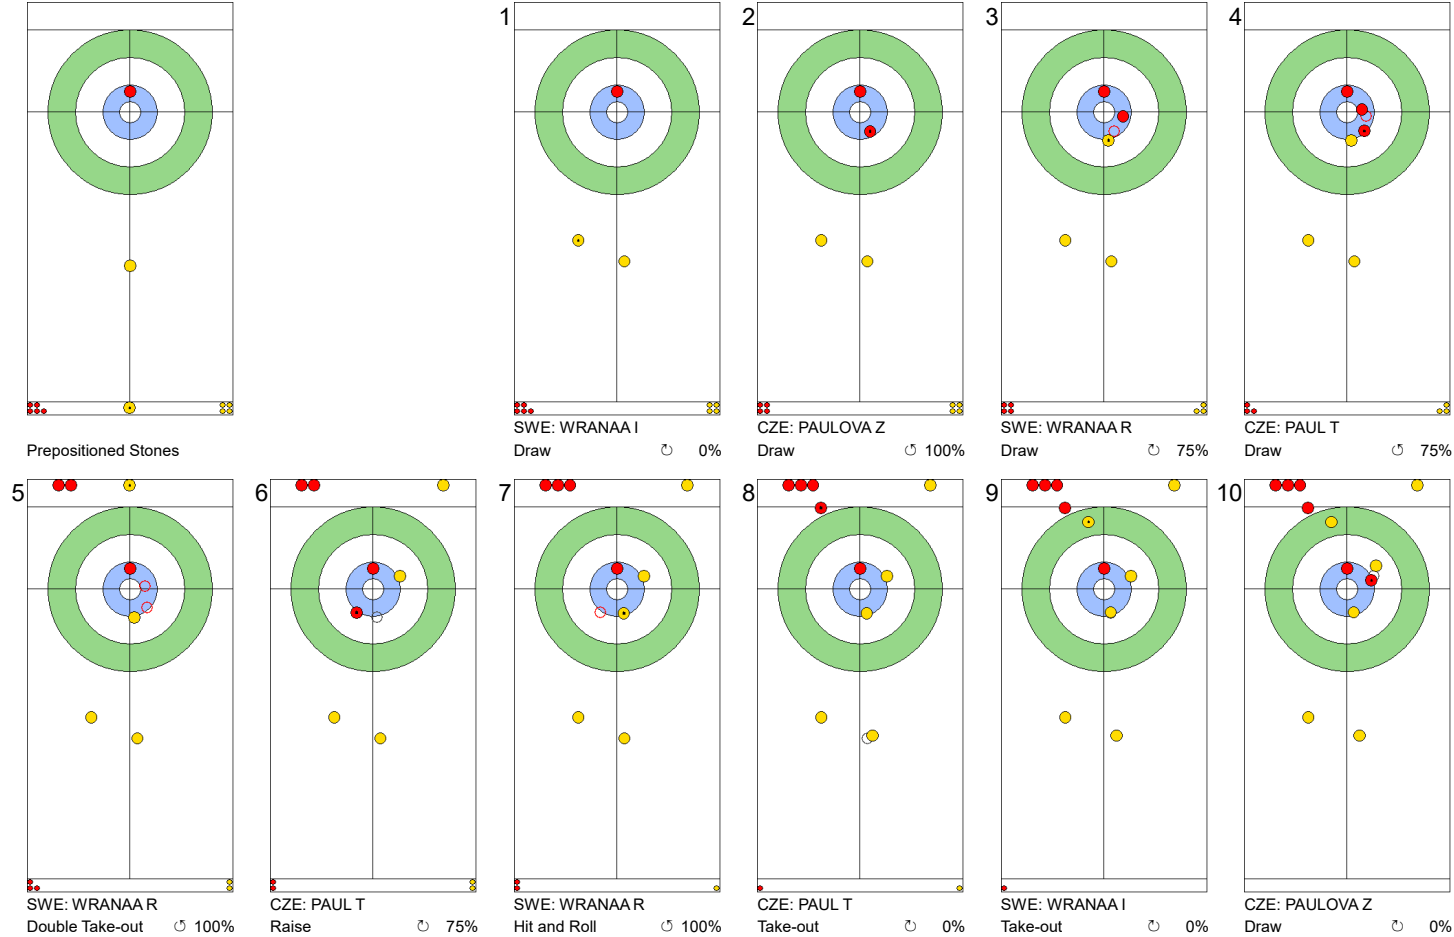 1
2
3
4
Prepositioned Stones
SWE: WRANAA I
Draw ↻ 0%
CZE: PAULOVA Z
Draw ↺ 100%
SWE: WRANAA R
Draw ↻ 75%
CZE: PAUL T
Draw ↺ 75%
5
6
7
8
9
10
SWE: WRANAA R
Double Take-out ↺ 100%
CZE: PAUL T
Raise ↻ 75%
SWE: WRANAA R
Hit and Roll ↺ 100%
CZE: PAUL T
Take-out ↻ 0%
SWE: WRANAA I
Take-out ↻ 0%
CZE: PAULOVA Z
Draw ↺ 0%